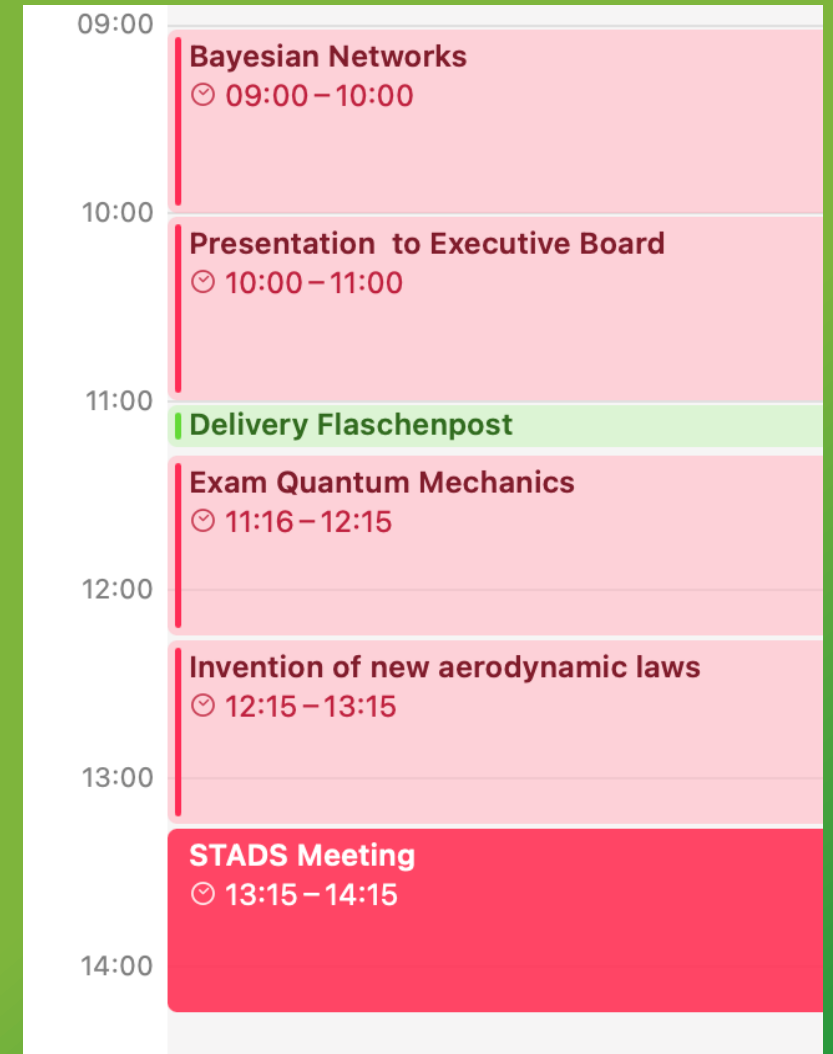 09:00
Bayesian Networks
09:00–10:00
10:00
Presentation  to Executive Board
10:00–11:00
11:00
Delivery Flaschenpost
Exam Quantum Mechanics
11:16–12:15
12:00
Invention of new aerodynamic laws
12:15–13:15
13:00
STADS Meeting
13:15–14:15
14:00